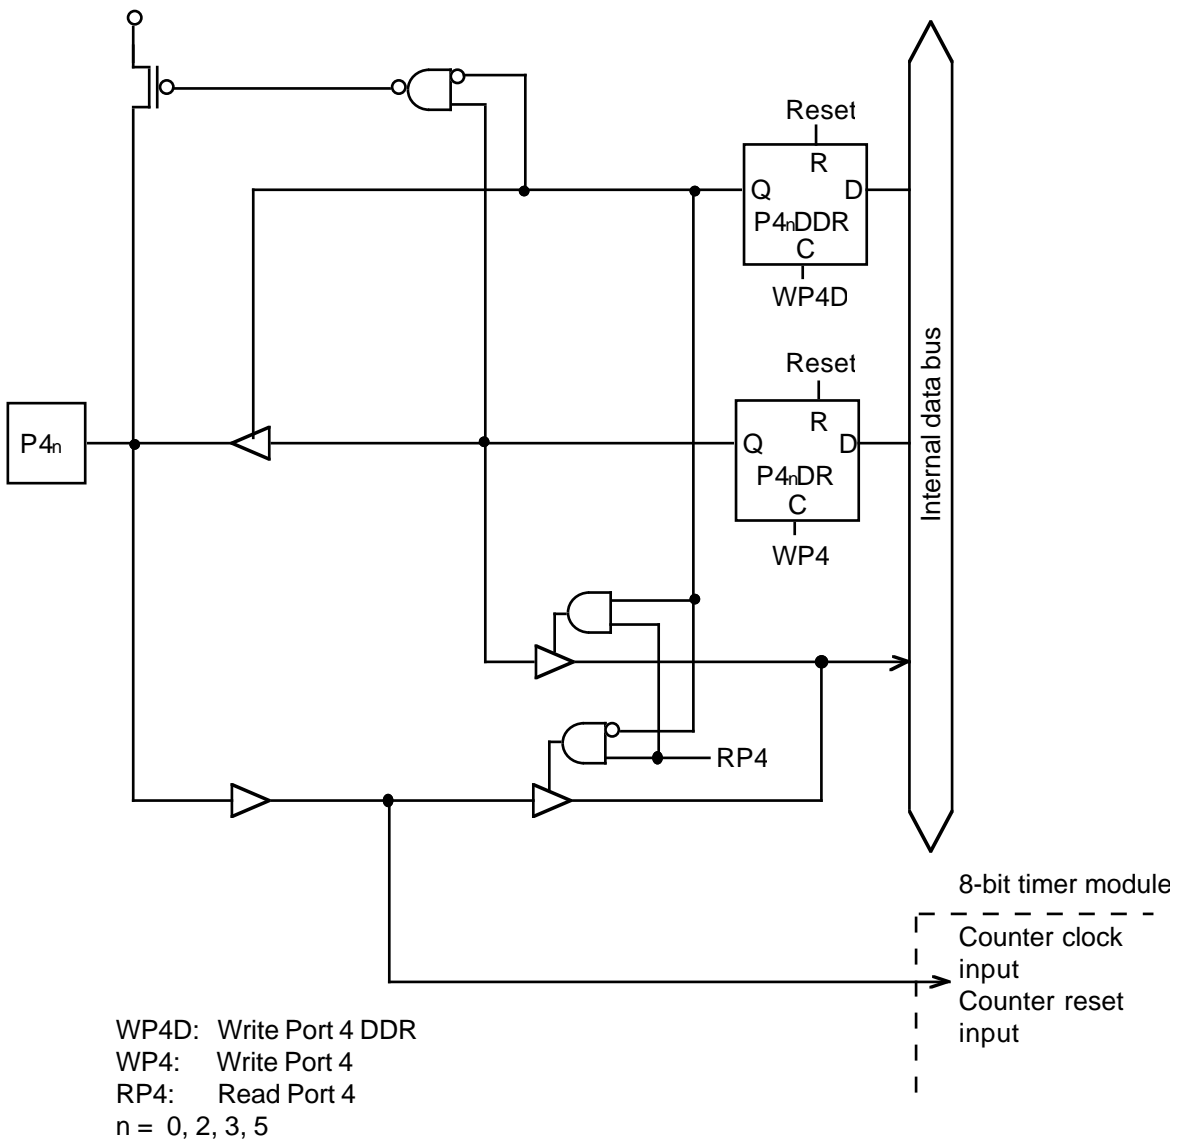 Reset
R
Q D
P4nDDR
C
WP4D
Reset
R
P4n
Q D
P4nDR
C
WP4
Internal data bus
RP4
8-bit timer module
Counter clock
input
Counter reset
input
WP4D: Write Port 4 DDR
WP4: Write Port 4
RP4: Read Port 4
n = 0, 2, 3, 5